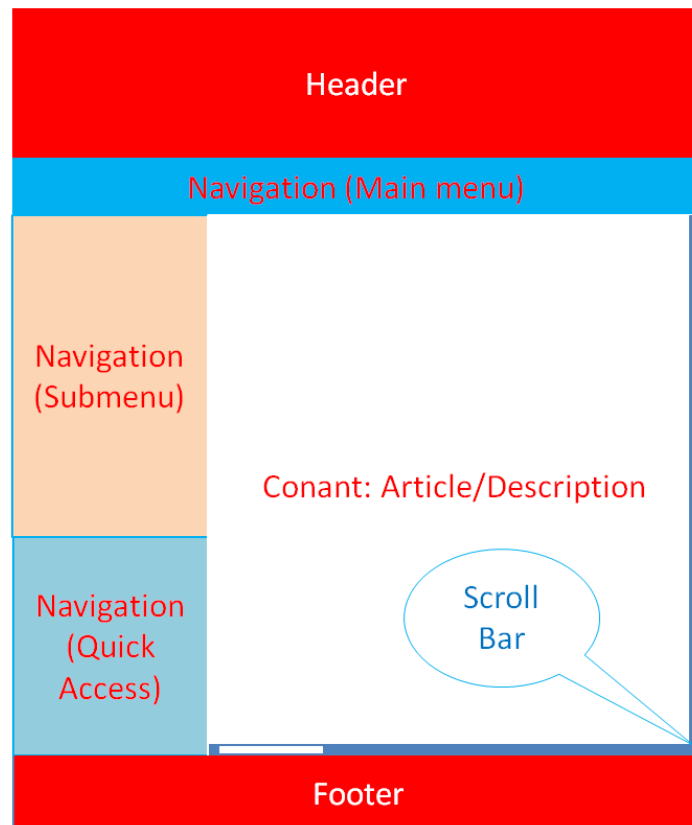 Header
Navigation (Main menu)
Navigation
(Submenu)
Conant: Article/Description
Navigation
(Quick
Access)
Scroll
Bar
Footer